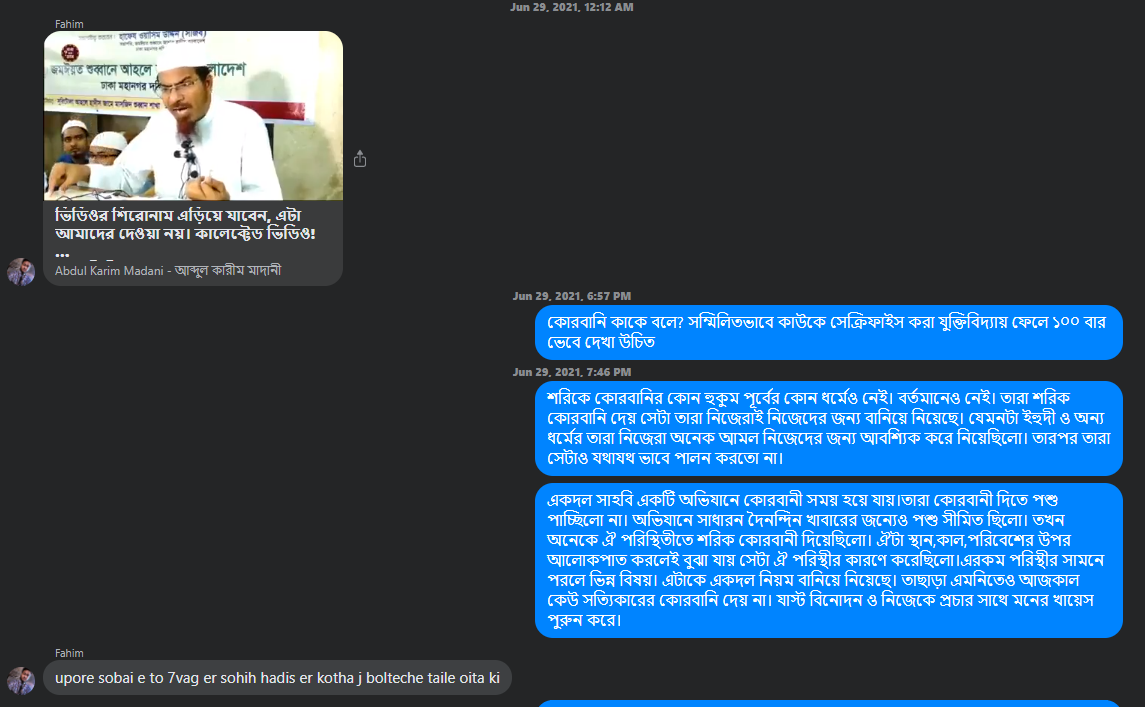 Jun 29, 2021, 12:12 AM
Fahim
হাফেয ওয়াসিম উদ্দিন (সজিব)
জমঈয়ত শুব্বানে আহলে
লাদেশ
ঢাকা মহানগর
ভিডিওর শিরোনাম এড়িয়ে যাবেন, এটা
আমাদের দেওয়া নয়। কালেক্টেড ভিডিও!
...
Abdul Karim Madani - আব্দুল কারীম মাদানী
Jun 29, 2021, 6:57 PM
কোরবানি কাকে বলে? সম্মিলিতভাবে কাউকে সেক্রিফাইস করা যুক্তিবিদ্যায় ফেলে ১০০ বার
ভেবে দেখা উচিত
Jun 29, 2021, 7:46 PM
শরিকে কোরবানির কোন হুকুম পূর্বের কোন ধর্মেও নেই। বর্তমানেও নেই। তারা শরিক
কোরবানি দেয় সেটা তারা নিজেরাই নিজেদের জন্য বানিয়ে নিয়েছে। যেমনটা ইহুদী ও অন্য
ধর্মের তারা নিজেরা অনেক আমল নিজেদের জন্য আবশ্যিক করে নিয়েছিলো। তারপর তারা
সেটাও যথাযথ ভাবে পালন করতো না।
একদল সাহবি একটি অভিযানে কোরবানী সময় হয়ে যায়।তারা কোরবানী দিতে পশু
পাচ্ছিলো না। অভিযানে সাধারন দৈনন্দিন খাবারের জন্যেও পশু সীমিত ছিলো। তখন
অনেকে ঐ পরিস্থিতীতে শরিক কোরবানী দিয়েছিলো। ঐটা স্থান,কাল,পরিবেশের উপর
আলোকপাত করলেই বুঝা যায় সেটা ঐ পরিস্থীর কারণে করেছিলো।এরকম পরিস্থীর সামনে
পরলে ভিন্ন বিষয়। এটাকে একদল নিয়ম বানিয়ে নিয়েছে। তাছাড়া এমনিতেও আজকাল
কেউ সত্যিকারের কোরবানি দেয় না। যাস্ট বিনোদন ও নিজেকে প্রচার সাথে মনের খায়েস
পুরুন করে।
Fahim
upore sobai e to 7vag er sohih hadis er kotha j bolteche taile oita ki